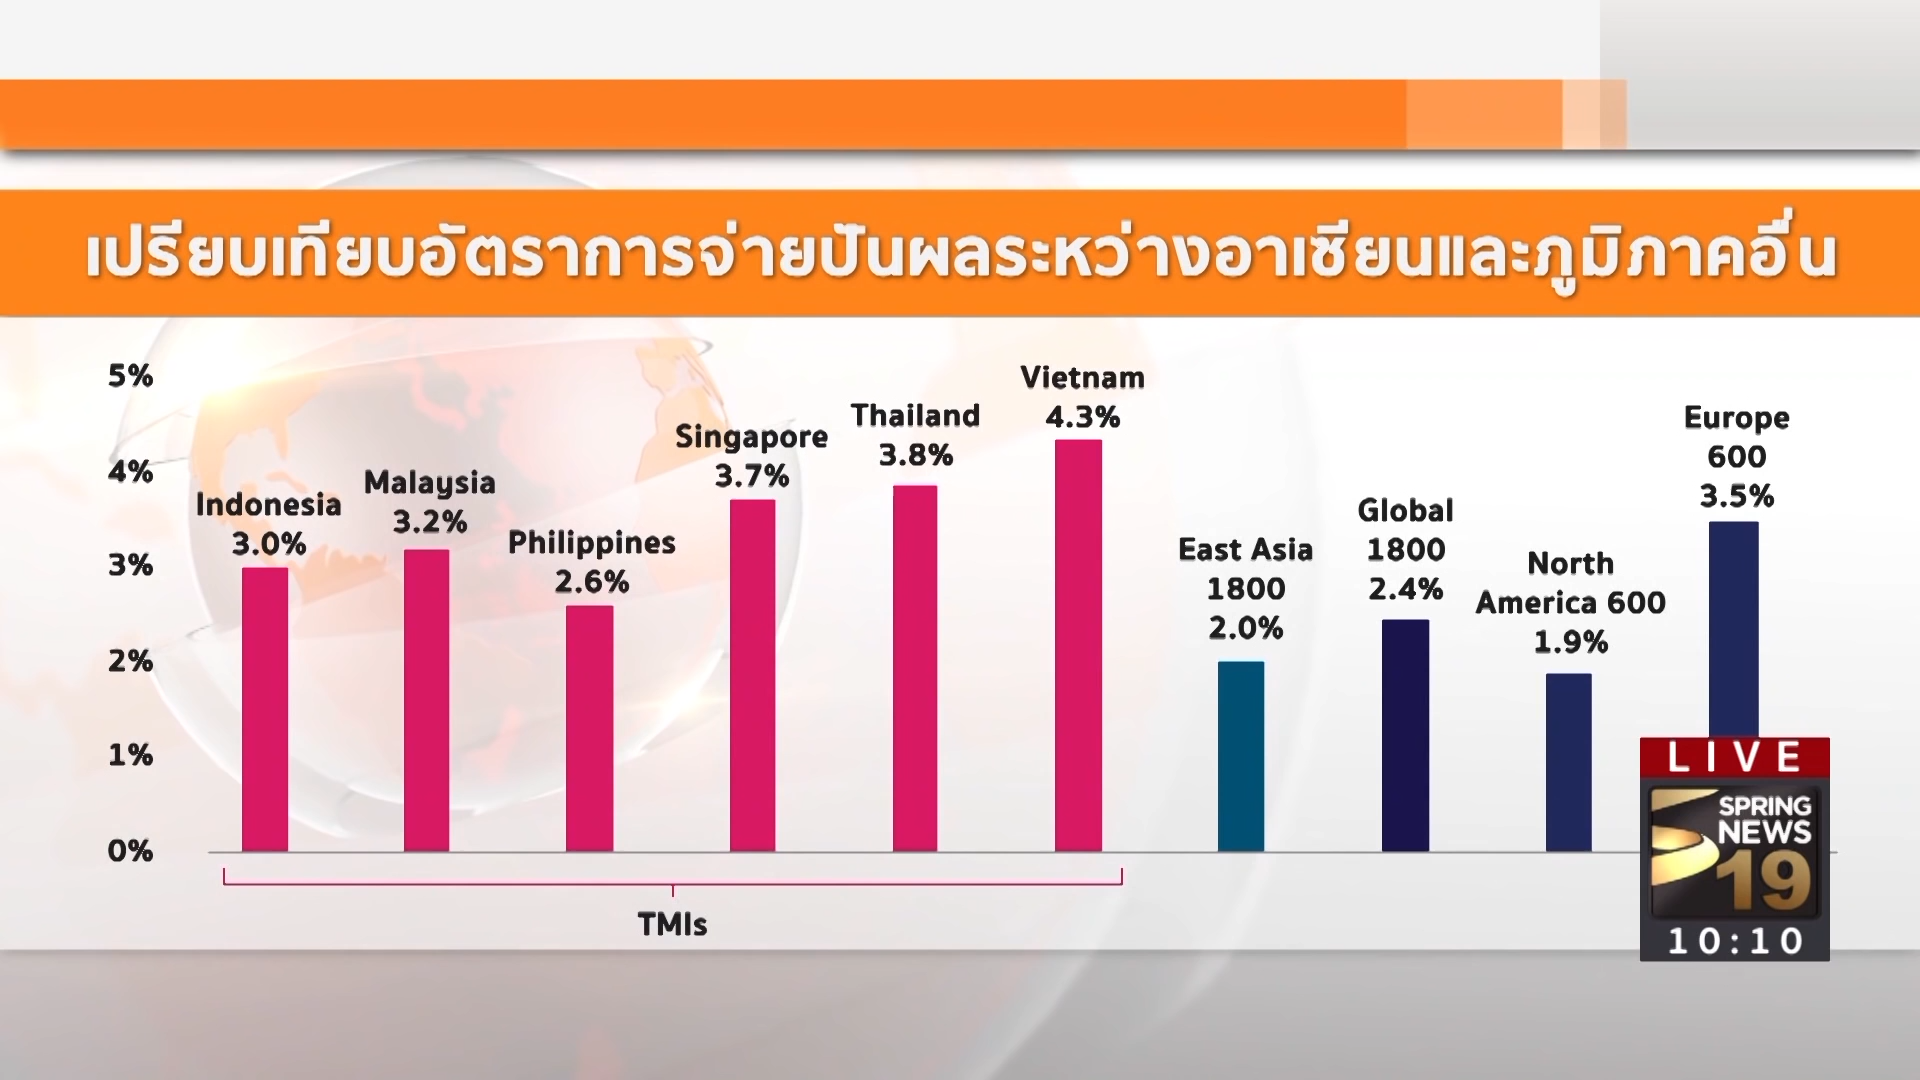 เปรียบเทียบอัตราการจ่ายปันผลระหว่างอาเซียนและภูมิภาคอื่น
5%
4%
3%
2%
1%
0%
Indonesia
3.0%
Malaysia
3.2%
Philippines
2.6%
Singapore
3.7%
Thailand
3.8%
Vietnam
4.3%
East Asia
1800
2.0%
Global
1800
2.4%
North
America 600
1.9%
Europe
600
3.5%
TMIs
LIVE
SPRING
NEWS
19
10:10